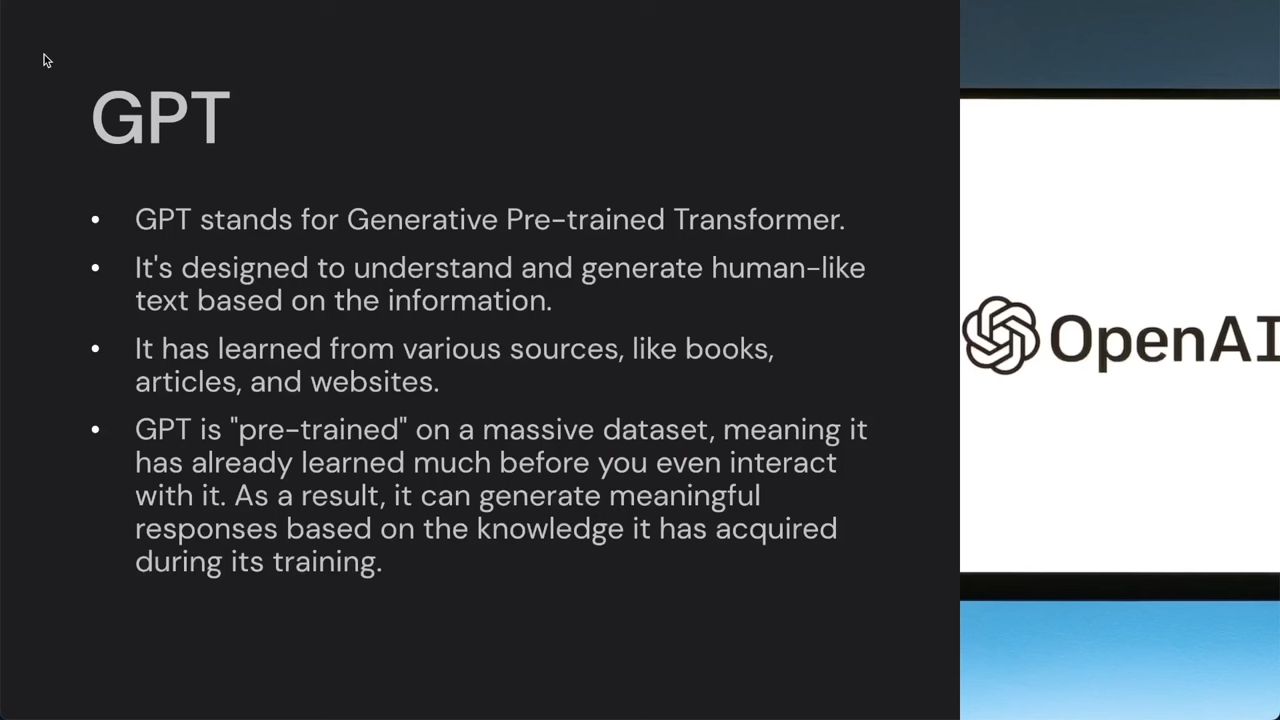 GPT
• GPT stands for Generative Pre-trained Transformer.
• It's designed to understand and generate human-like
text based on the information.
• It has learned from various sources, like books,
articles, and websites.
• GPT is "pre-trained" on a massive dataset, meaning it
has already learned much before you even interact
with it. As a result, it can generate meaningful
responses based on the knowledge it has acquired
during its training.
OpenAI